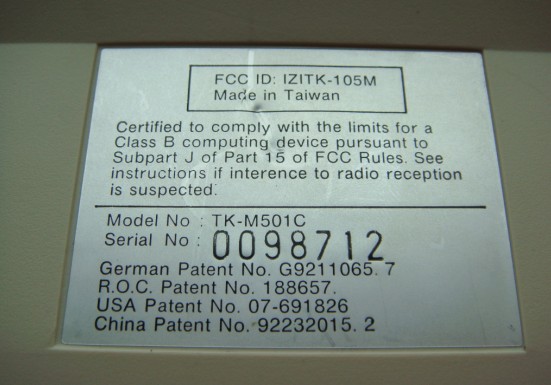 FCC ID: IZITK-105M
Made in Taiwan
Certified to comply with the limits for a
Class B computing device pursuant to
Subpart J of Part 15 of FCC Rules. See
instructions if interence to radio reception
is suspected.
Model No : TK-M501C
Serial No : 0098712
German Patent No. G9211065. 7
R.O.C. Patent No. 188657.
USA Patent No. 07-691826
China Patent No. 92232015. 2